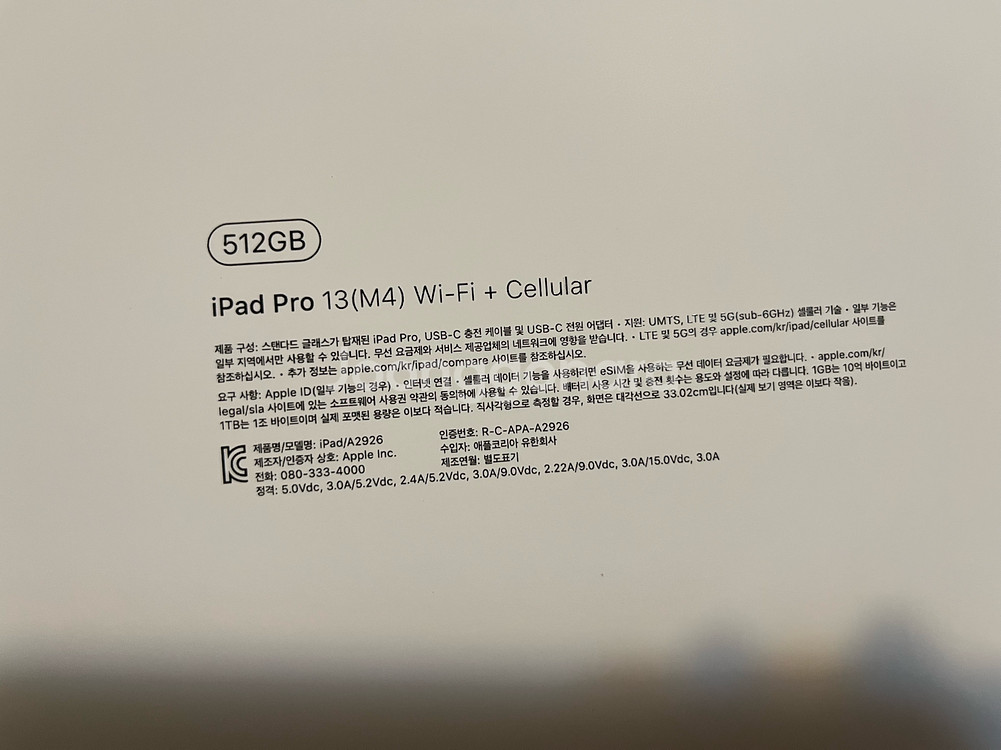 512GB
iPad Pro 13(M4) Wi-Fi + Cellular
제품 구성: 스탠다드 글래스가 탑재된 iPad Pro, USB-C 충전 케이블 및 USB-C 전원 어댑터 • 지원: UMTS, LTE 및 5G(sub-6GHz) 셀룰러 기술 • 일부 기능은
일부 지역에서만 사용할 수 있습니다. 무선 요금제와 서비스 제공업체의 네트워크에 영향을 받습니다. • LTE 및 5G의 경우 apple.com/kr/ipad/cellular 사이트를
참조하십시오. • 추가 정보는 apple.com/kr/ipad/compare 사이트를 참조하십시오.
요구 사항: Apple ID(일부 기능의 경우) • 인터넷 연결 • 셀룰러 데이터 기능을 사용하려면 eSIM을 사용하는 무선 데이터 요금제가 필요합니다. • apple.com/kr/
legal/sla 사이트에 있는 소프트웨어 사용권 약관의 동의하에 사용할 수 있습니다. 배터리 사용 시간 및 충전 횟수는 용도와 설정에 따라 다릅니다. 1GB는 10억 바이트이고
1TB는 1조 바이트이며 실제 포맷된 용량은 이보다 적습니다. 직사각형으로 측정할 경우, 화면은 대각선으로 33.02cm입니다(실제 보기 영역은 이보다 작음).
제품명/모델명: iPad/A2926
제조자/인증자 상호: Apple Inc.
전화: 080-333-4000
인증번호: R-C-APA-A2926
수입자: 애플코리아 유한회사
제조연월: 별도표기
정격: 5.0Vdc, 3.0A/5.2Vdc, 2.4A/5.2Vdc, 3.0A/9.0Vdc, 2.22A/9.0Vdc, 3.0A/15.0Vdc, 3.0A